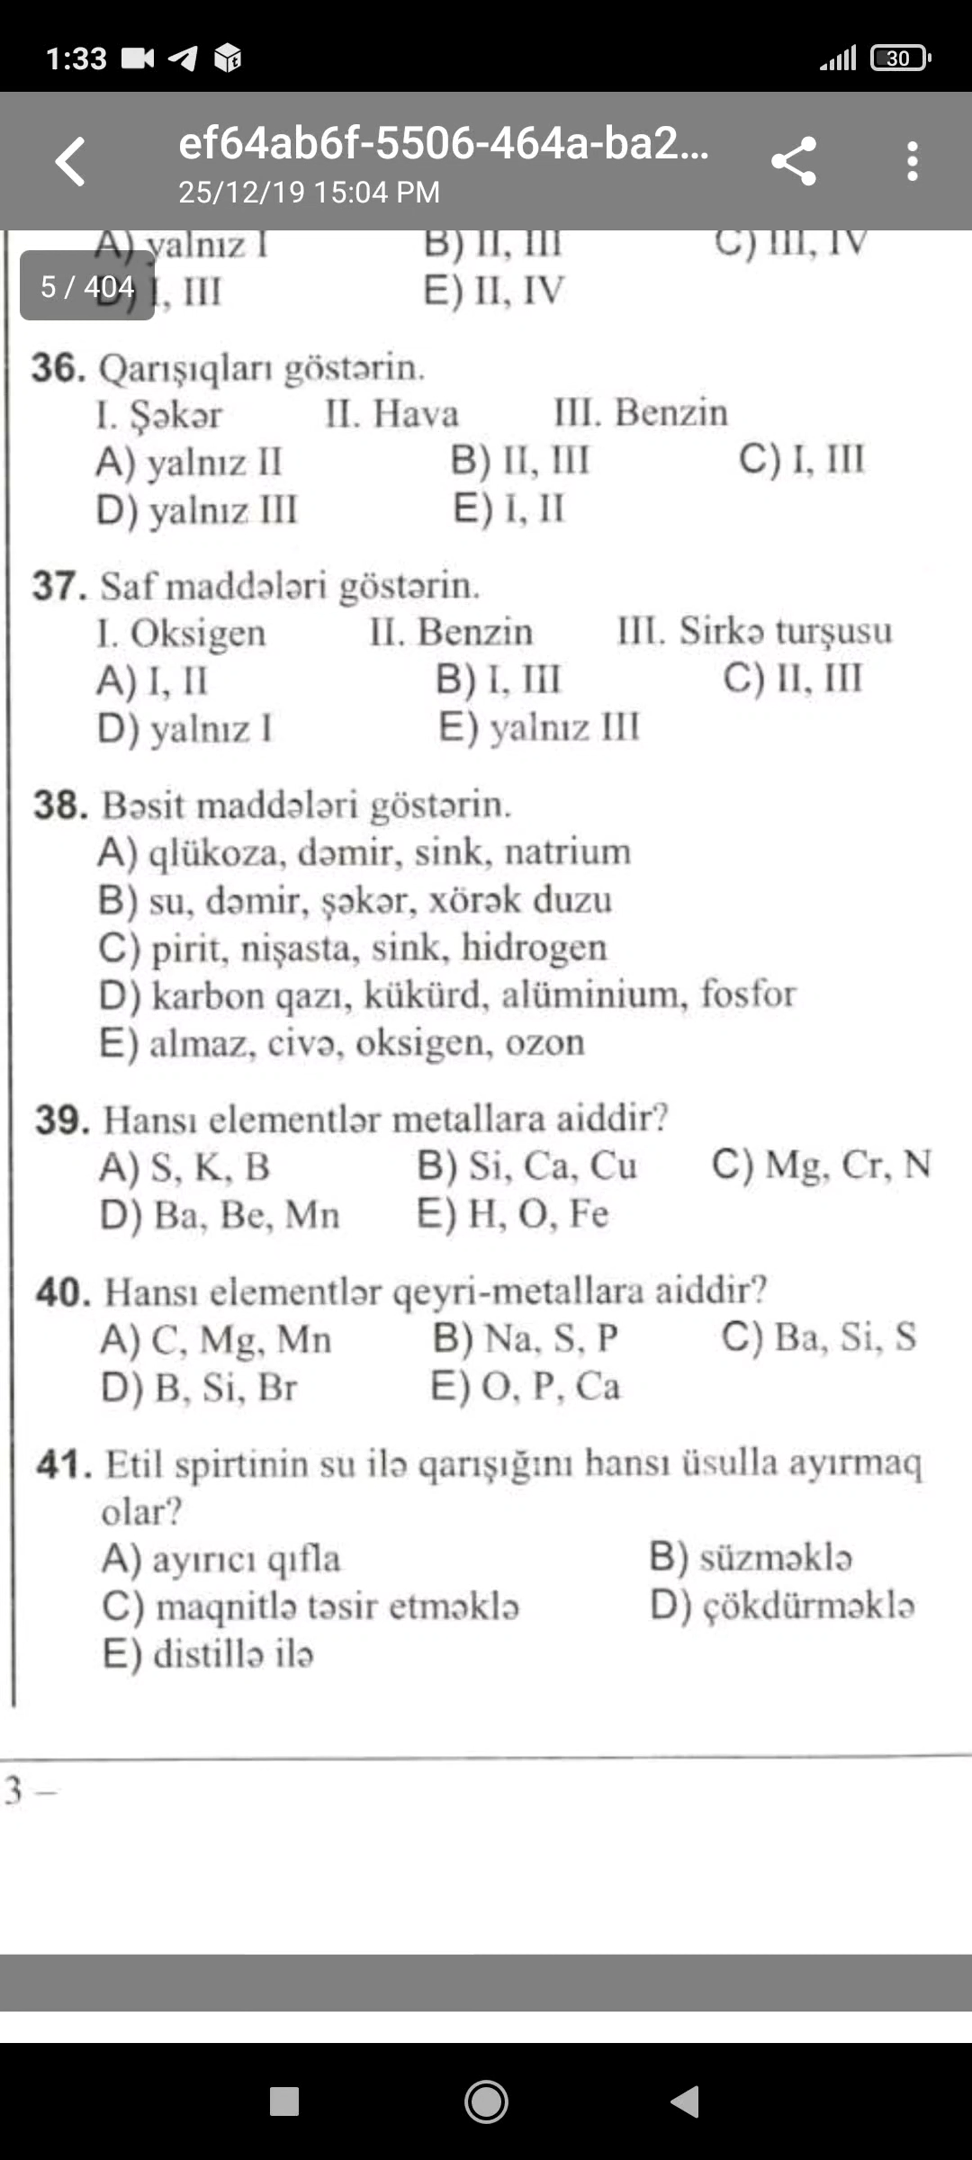 1:33 30
ef64ab6f-5506-464a-ba2...
25/12/19 15:04 PM
A) yalnız I B) II, III C) III, IV
5 / 404
D) I, III E) II, IV
36. Qarışıqları göstərin.
I. Şəkər II. Hava III. Benzin
A) yalnız II B) II, III C) I, III
D) yalnız III E) I, II
37. Saf maddələri göstərin.
I. Oksigen II. Benzin III. Sirkə turşusu
A) I, II B) I, III C) II, III
D) yalnız I E) yalnız III
38. Bəsit maddələri göstərin.
A) qlükoza, dəmir, sink, natrium
B) su, dəmir, şəkər, xörək duzu
C) pirit, nişasta, sink, hidrogen
D) karbon qazı, kükürd, alüminium, fosfor
E) almaz, civə, oksigen, ozon
39. Hansı elementlər metallara aiddir?
A) S, K, B B) Si, Ca, Cu C) Mg, Cr, N
D) Ba, Be, Mn E) H, O, Fe
40. Hansı elementlər qeyri-metallara aiddir?
A) C, Mg, Mn B) Na, S, P C) Ba, Si, S
D) B, Si, Br E) O, P, Ca
41. Etil spirtinin su ilə qarışığını hansı üsulla ayırmaq
olar?
A) ayırıcı qıfla B) süzməklə
C) maqnitlə təsir etməklə D) çökdürməklə
E) distillə ilə
3 –